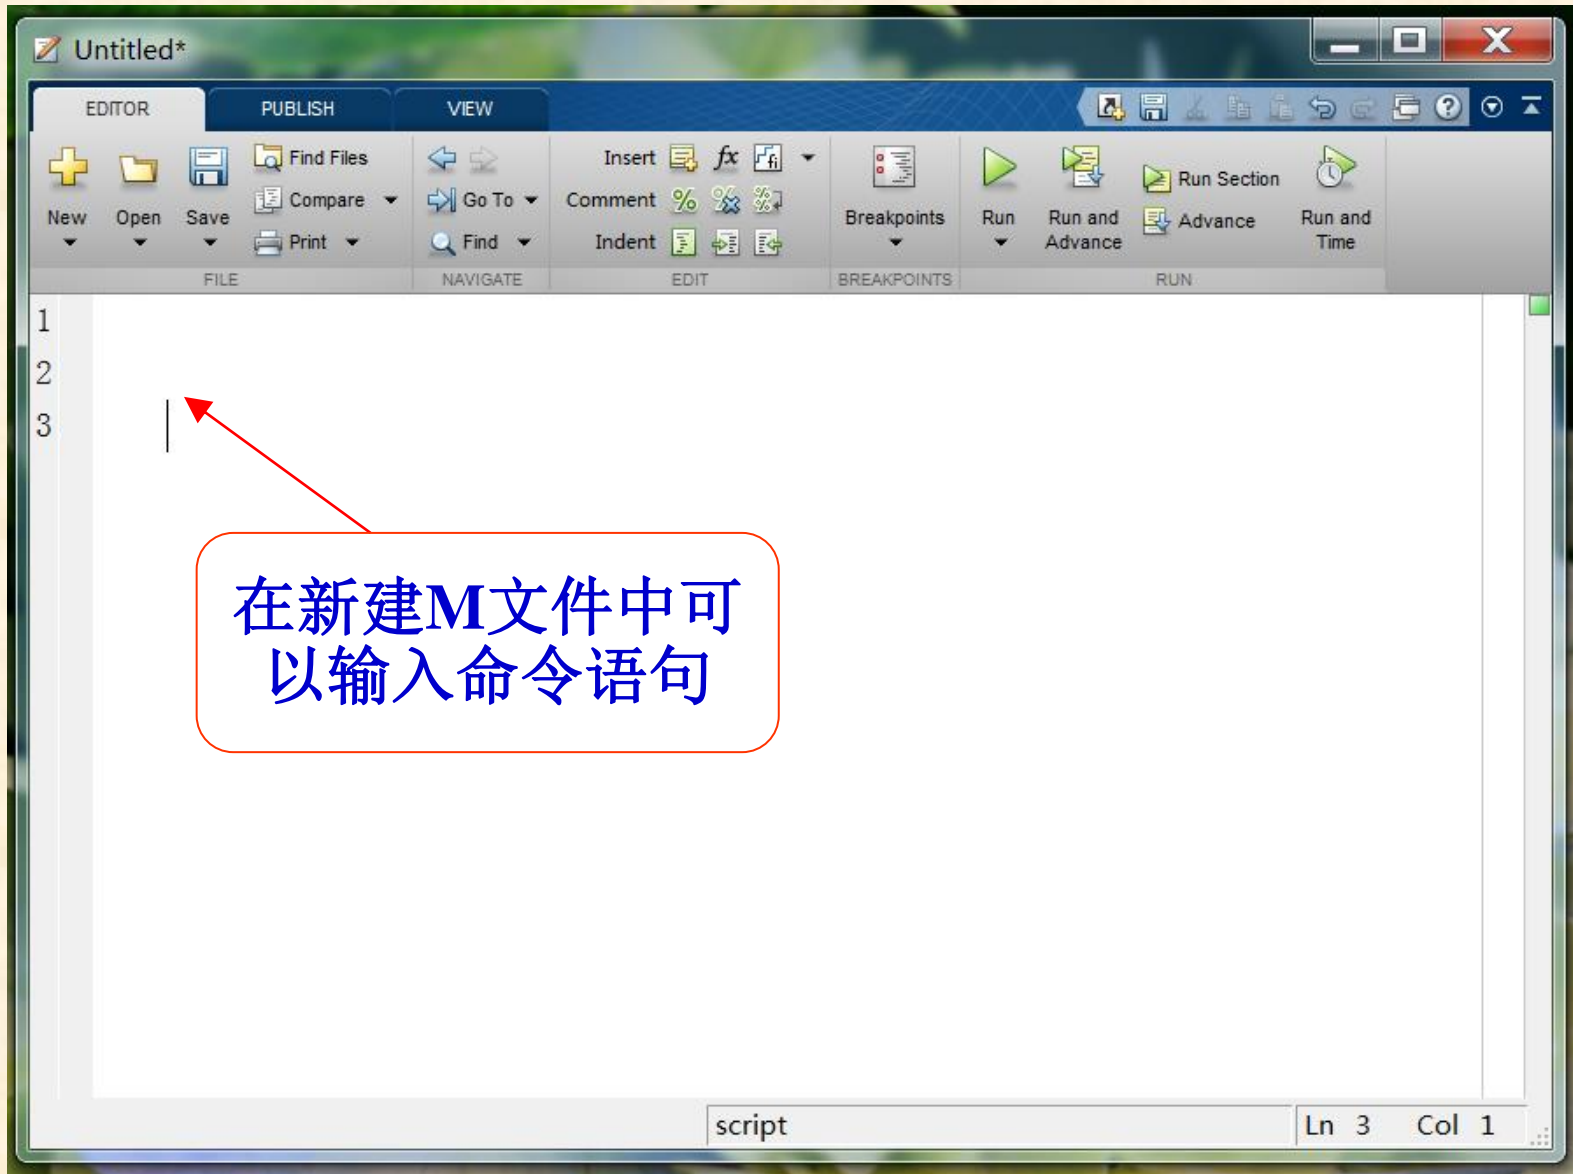 Untitled*
EDITOR PUBLISH VIEW
Find Files Insert fx fi
Compare Go To Comment % Run Section
New Open Save Breakpoints Run Run and Advance Advance Run and Time
Print Find Indent
FILE NAVIGATE EDIT BREAKPOINTS RUN
1
2
3
在新建M文件中可
以输入命令语句
script Ln 3 Col 1